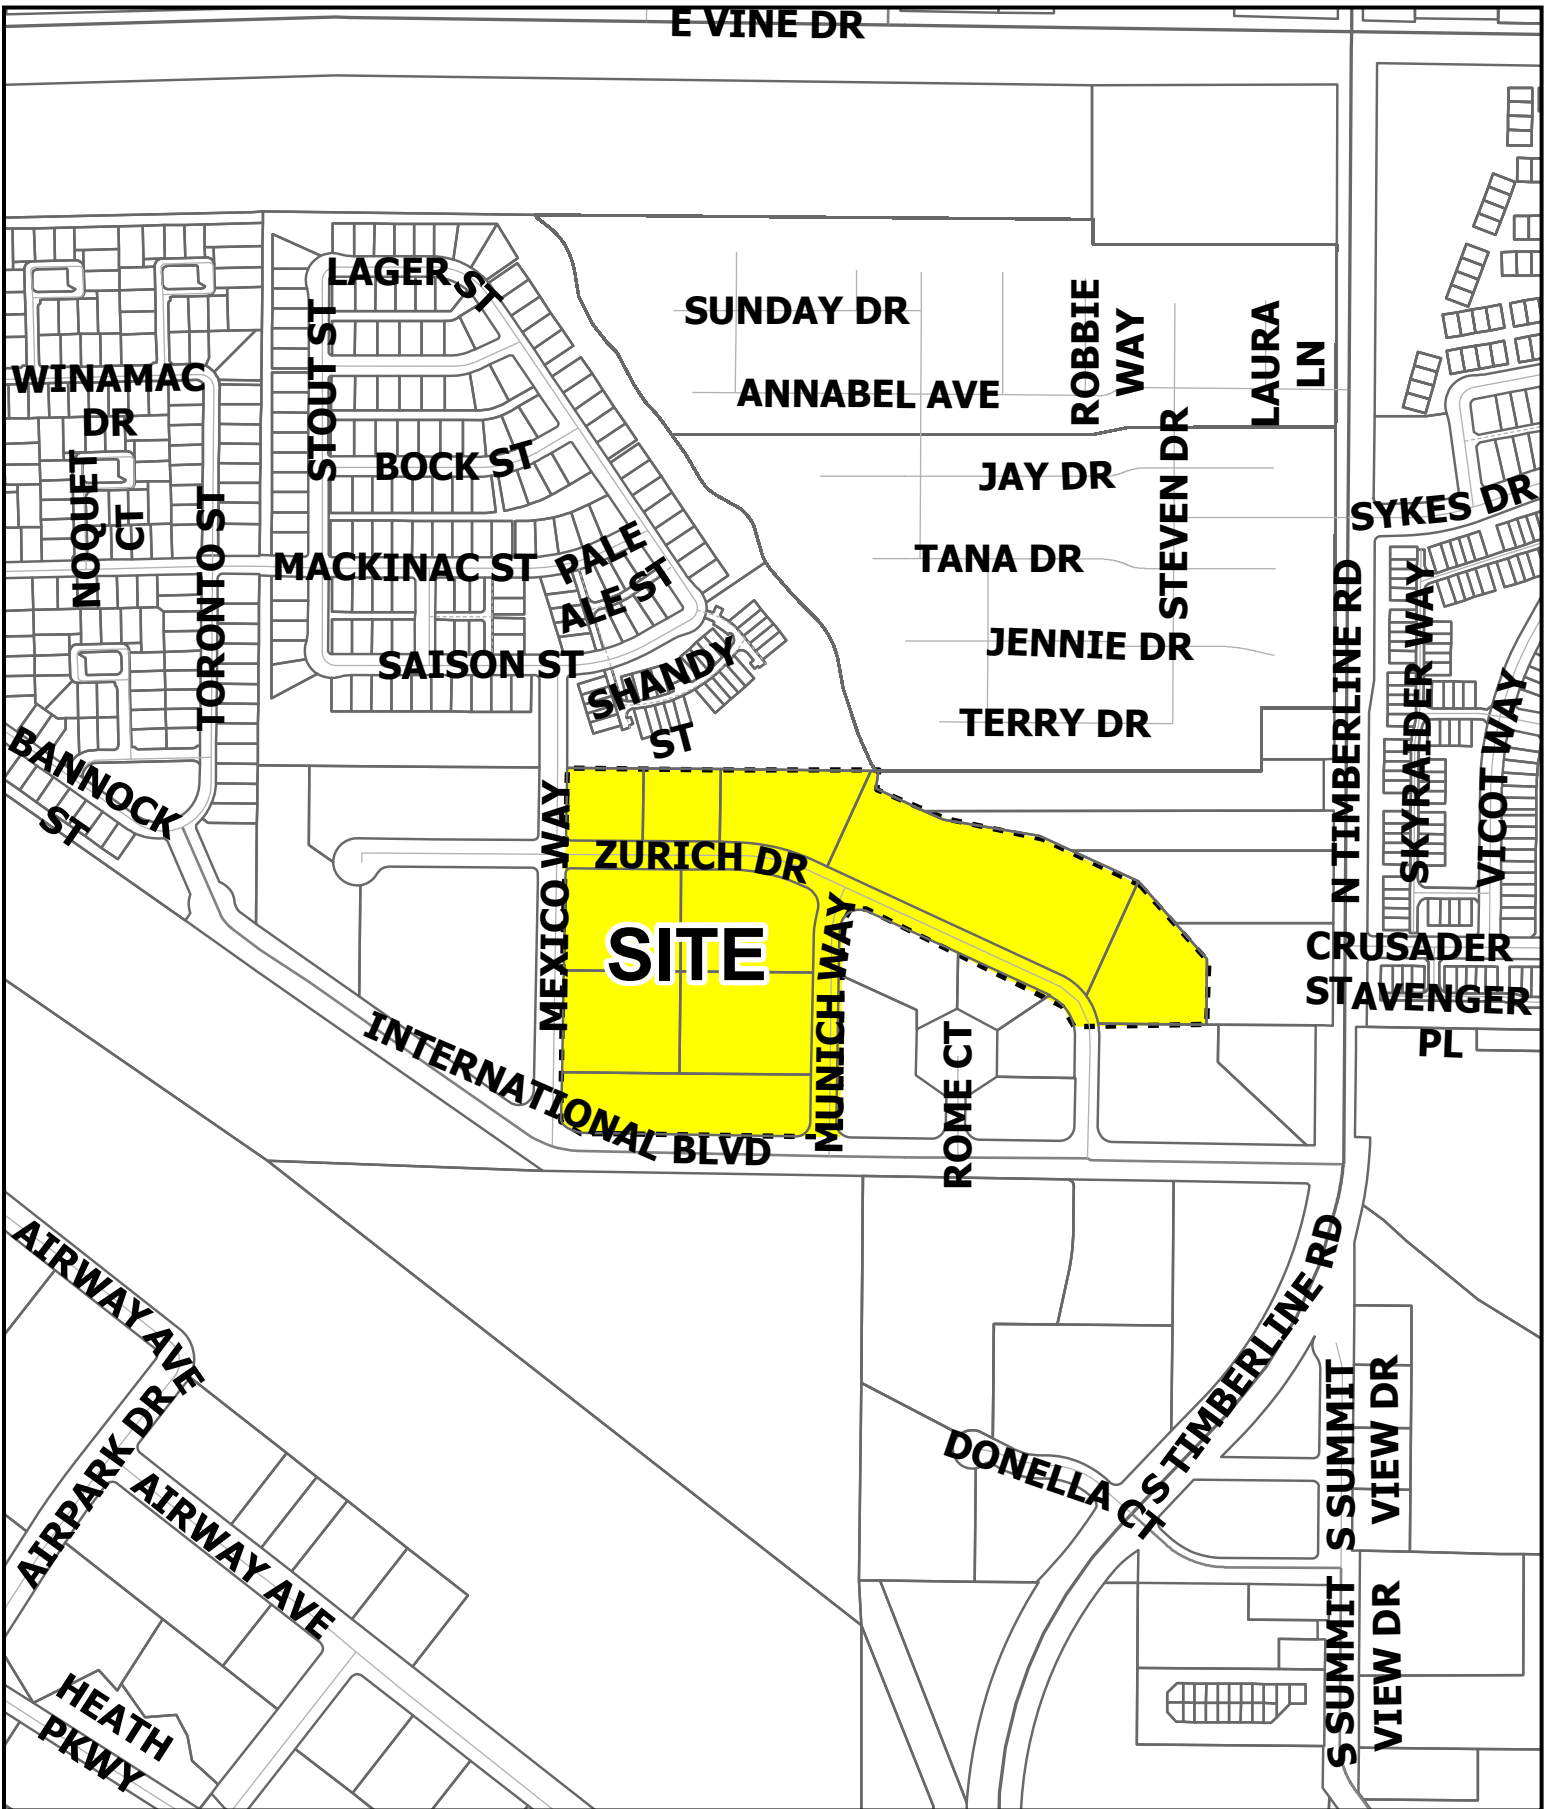 E VINE DR
LAGER ST
STOUT ST
SUNDAY DR
ROBBIE
WAY
LAURA
LN
WINAMAC
DR
ANNABEL AVE
BOCK ST
JAY DR
STEVEN DR
SYKES DR
NOQUET
CT
TORONTO ST
MACKINAC ST
PALE
ALE ST
TANA DR
JENNIE DR
SAISON ST
SHANDY
ST
TERRY DR
N TIMBERLINE RD
SKYRAIDER WAY
VICOT WAY
BANNOCK
ST
MEXICO WAY
ZURICH DR
SITE
MUNICH WAY
CRUSADER
ST
AVENGER
PL
INTERNATIONAL BLVD
ROME CT
AIRWAY AVE
S TIMBERLINE RD
AIRPARK DR
AIRWAY AVE
DONELLA CT
S SUMMIT
VIEW DR
S SUMMIT
VIEW DR
HEATH
PKWY